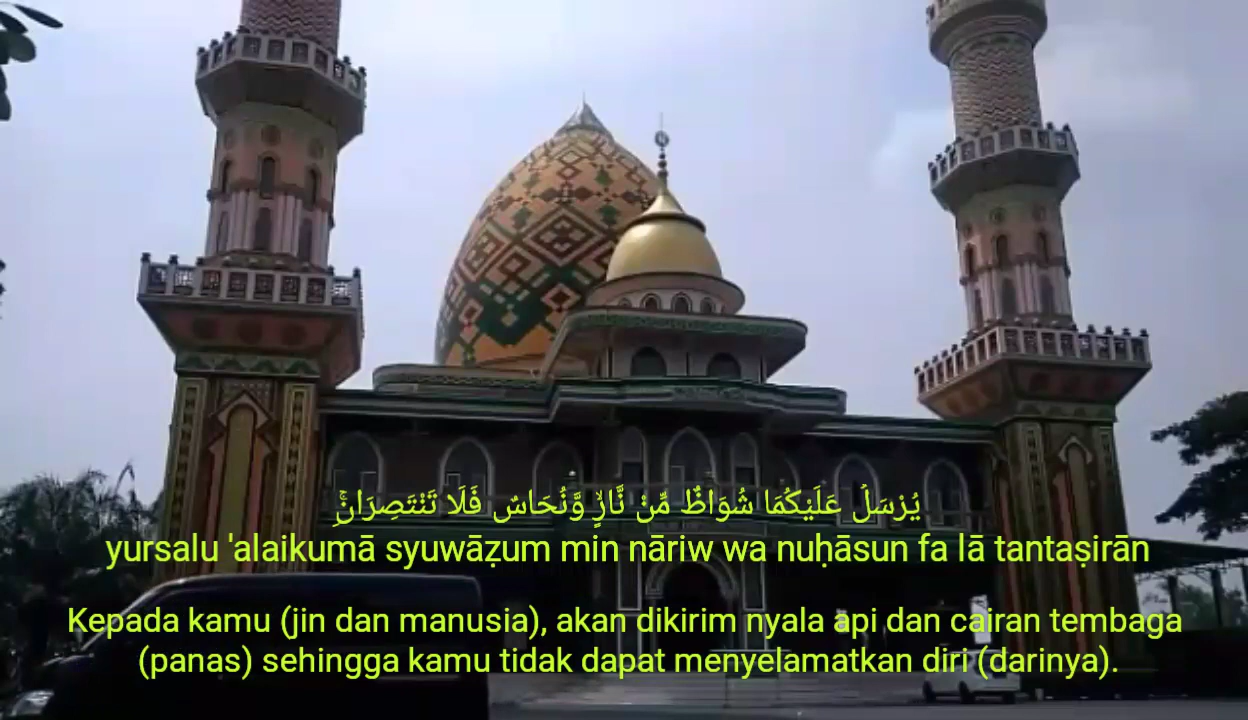 يُرْسَلُ عَلَيْكُمَا شُوَاظٌ مِّنْ نَّارٍۙ وَّنُحَاسٌ فَلَا تَنْتَصِرَانِۚ
yursalu 'alaikumā syuwāẓum min nāriw wa nuḥāsun fa lā tantaṣirān
Kepada kamu (jin dan manusia), akan dikirim nyala api dan cairan tembaga
(panas) sehingga kamu tidak dapat menyelamatkan diri (darinya).